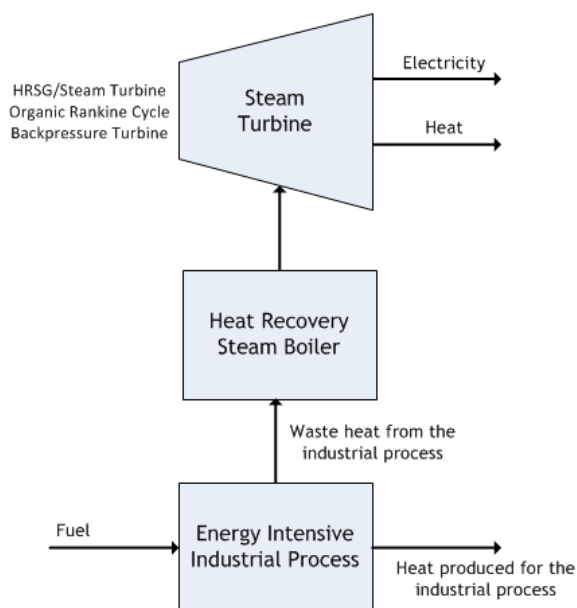 HRSG/Steam Turbine
Organic Rankine Cycle
Backpressure Turbine
Steam
Turbine
Electricity
Heat
Heat Recovery
Steam Boiler
Waste heat from the
industrial process
Fuel
Energy Intensive
Industrial Process
Heat produced for the
industrial process